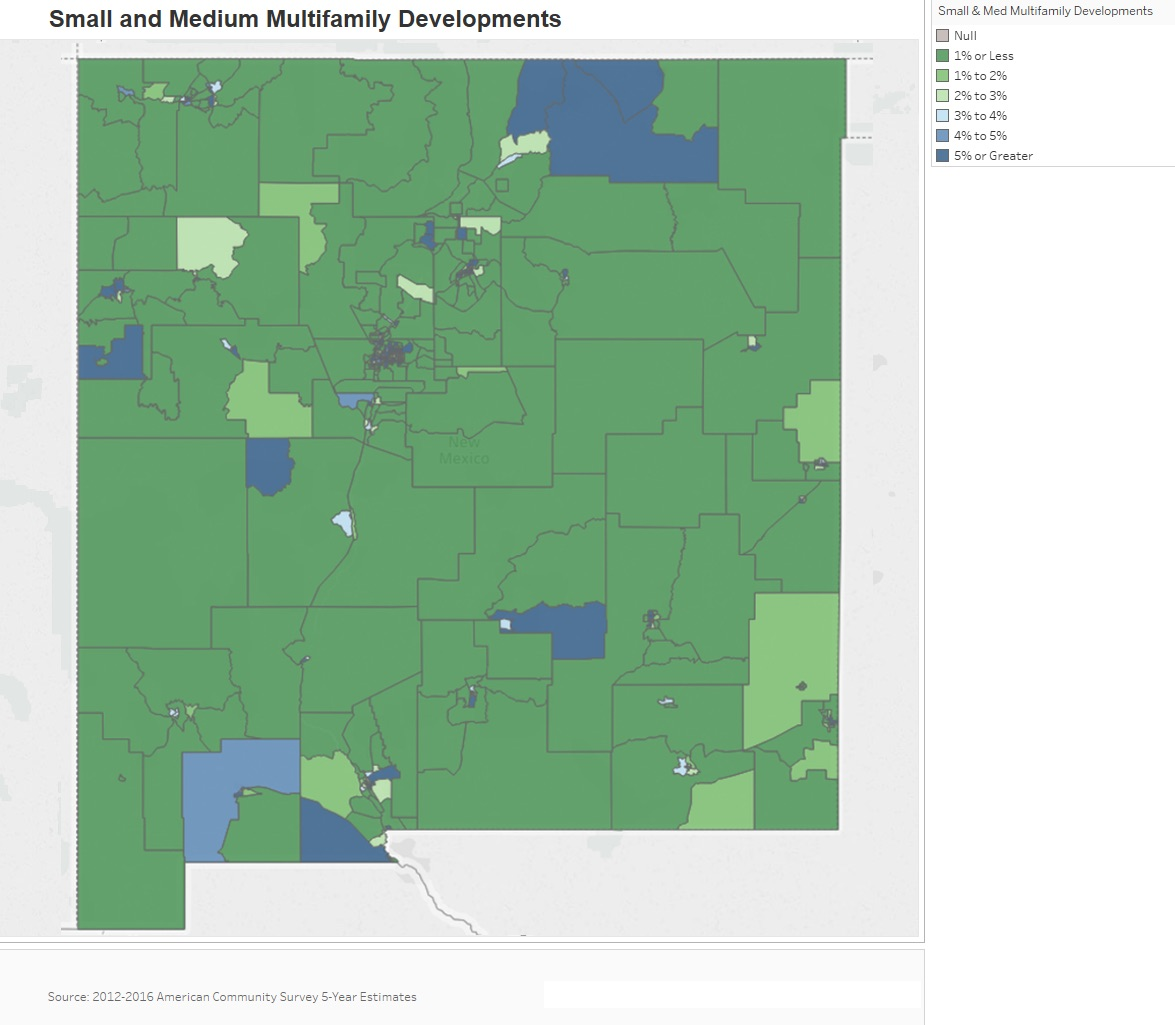 Small and Medium Multifamily Developments
Small & Med Multifamily Developments
Null
1% or Less
1% to 2%
2% to 3%
3% to 4%
4% to 5%
5% or Greater
New
Mexico
Source: 2012-2016 American Community Survey 5-Year Estimates